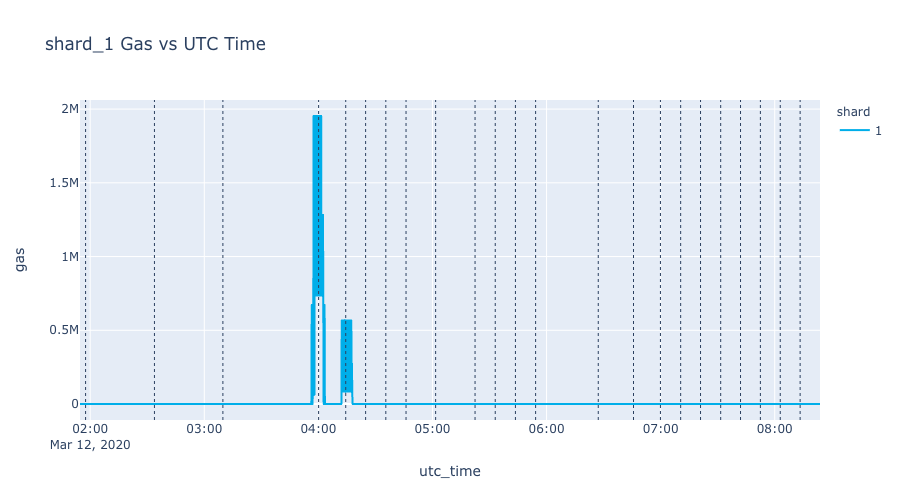 shard_1 Gas vs UTC Time
shard
1
2M
1.5M
1M
0.5M
0
gas
02:00 03:00 04:00 05:00 06:00 07:00 08:00
Mar 12, 2020
utc_time